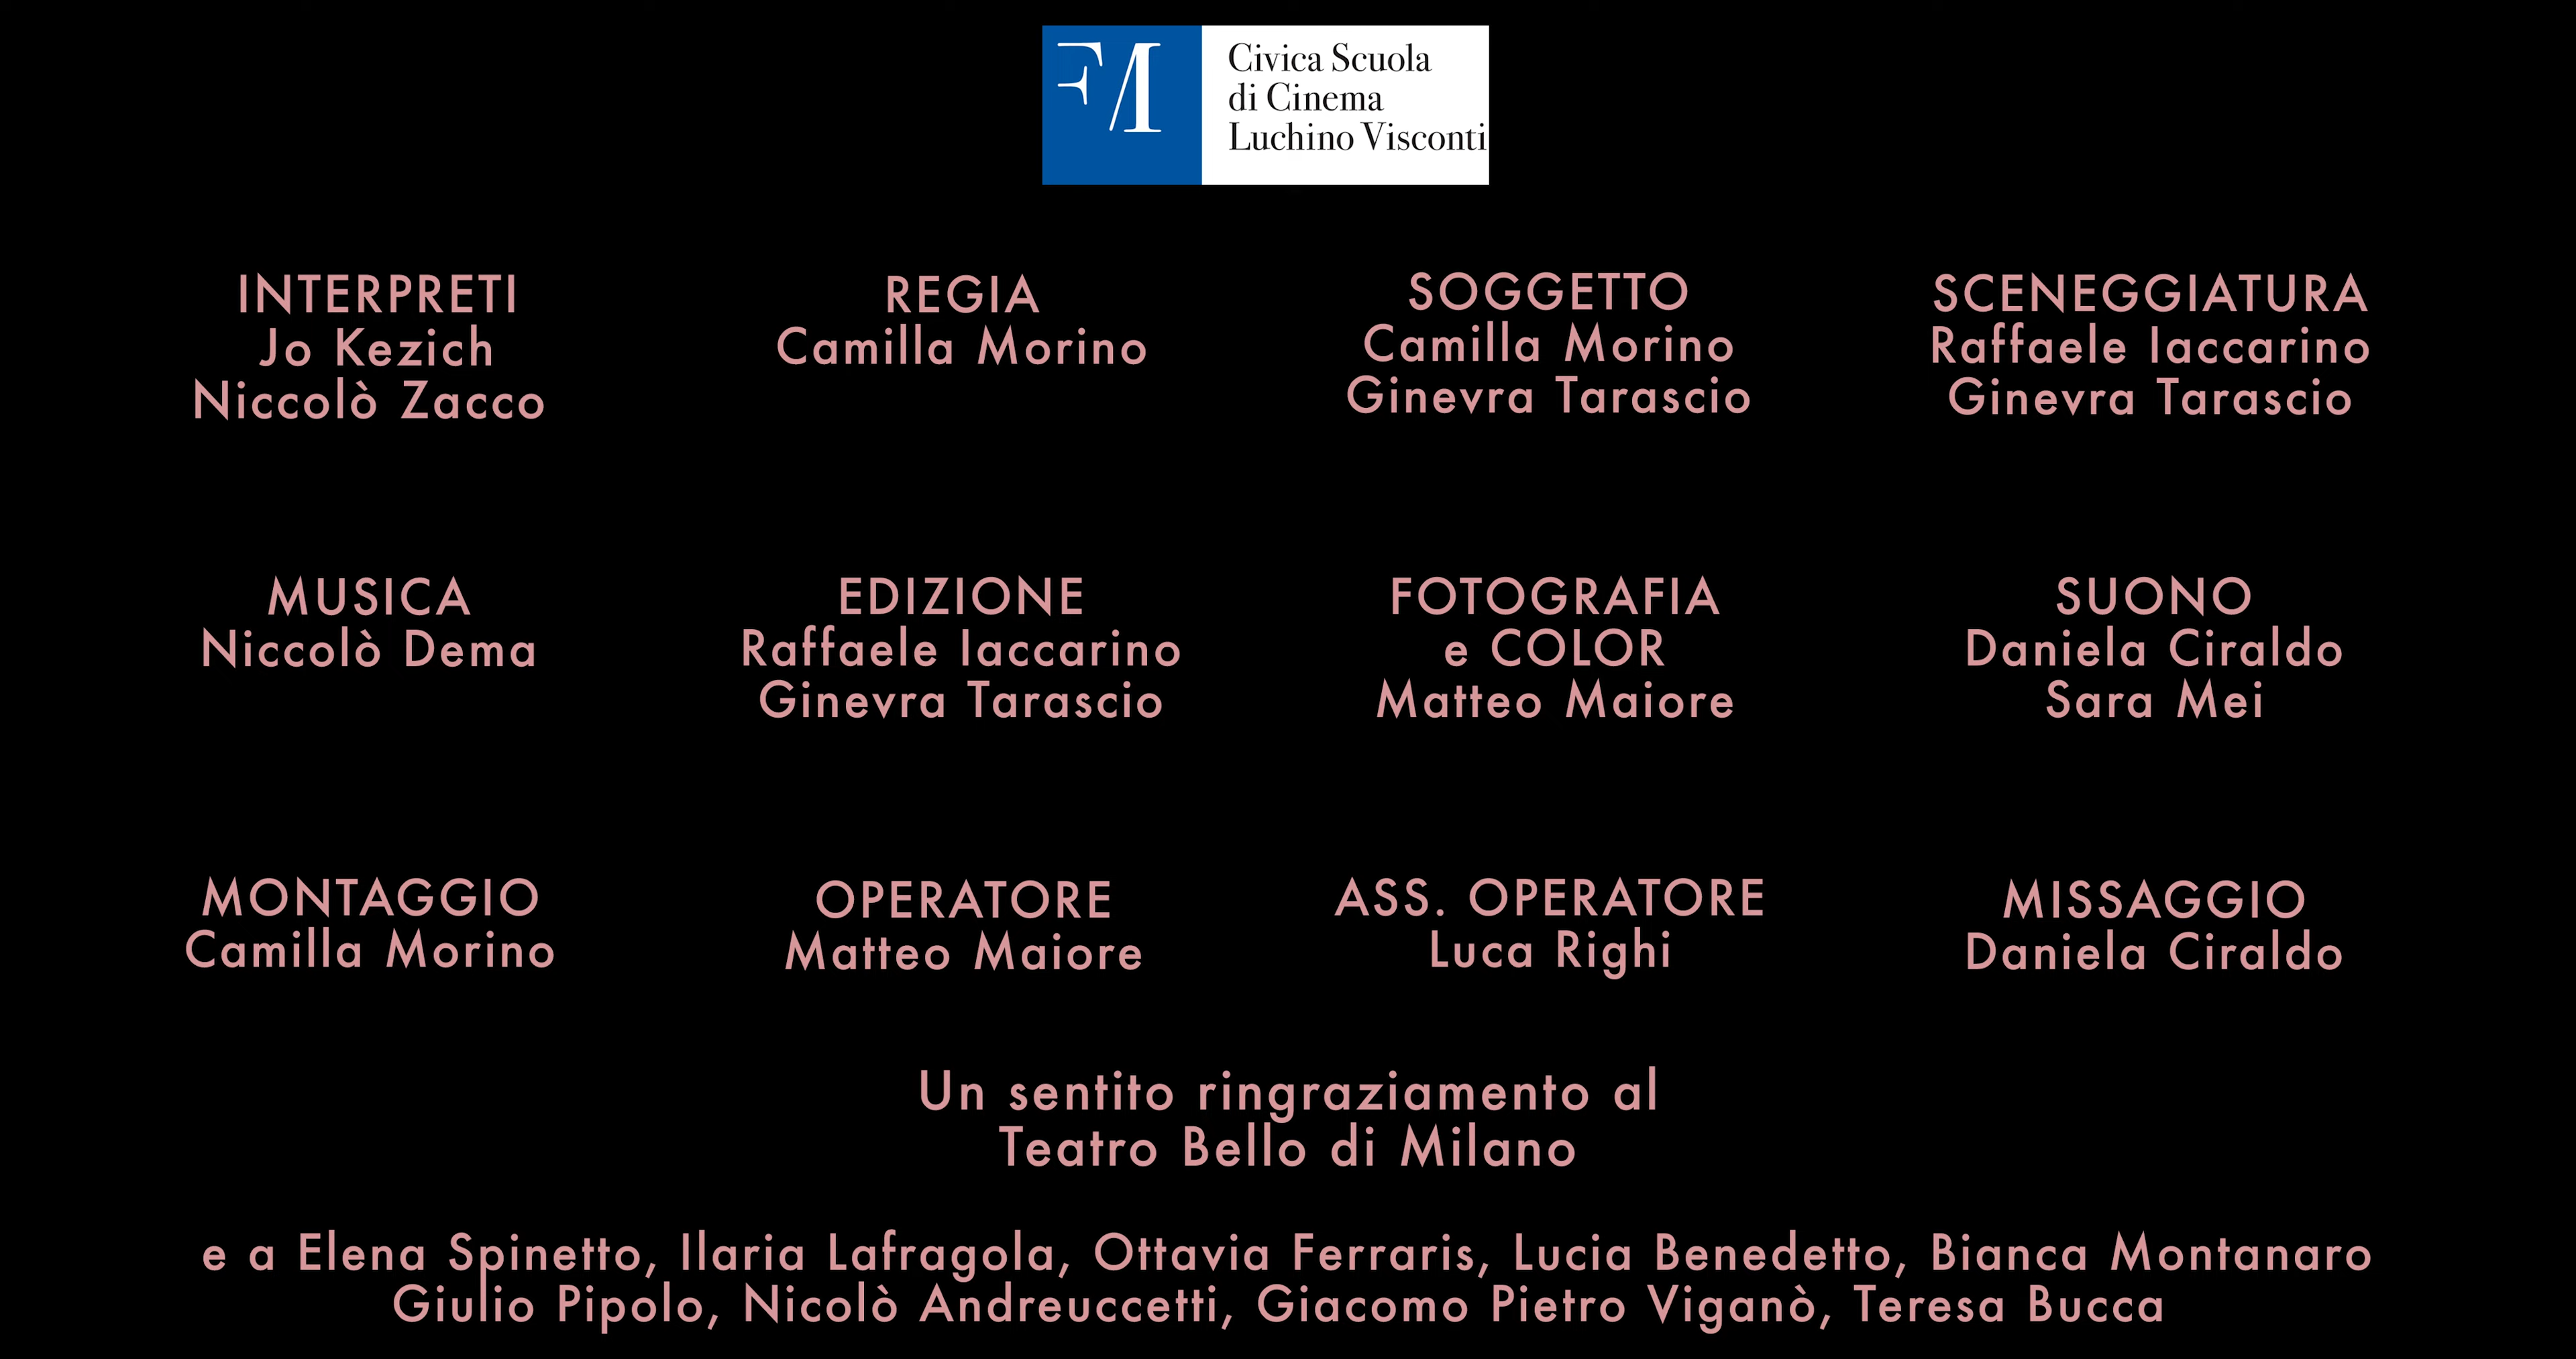 FM
Civica Scuola
di Cinema
Luchino Visconti
INTERPRETI
Jo Kezich
Niccolò Zacco
REGIA
Camilla Morino
SOGGETTO
Camilla Morino
Ginevra Tarascio
SCENEGGIATURA
Raffaele Iaccarino
Ginevra Tarascio
MUSICA
Niccolò Dema
EDIZIONE
Raffaele Iaccarino
Ginevra Tarascio
FOTOGRAFIA
e COLOR
Matteo Maiore
SUONO
Daniela Ciraldo
Sara Mei
MONTAGGIO
Camilla Morino
OPERATORE
Matteo Maiore
ASS. OPERATORE
Luca Righi
MISSAGGIO
Daniela Ciraldo
Un sentito ringraziamento al
Teatro Bello di Milano
e a Elena Spinetto, Ilaria Lafragola, Ottavia Ferraris, Lucia Benedetto, Bianca Montanaro
Giulio Pipolo, Nicolò Andreuccetti, Giacomo Pietro Viganò, Teresa Bucca